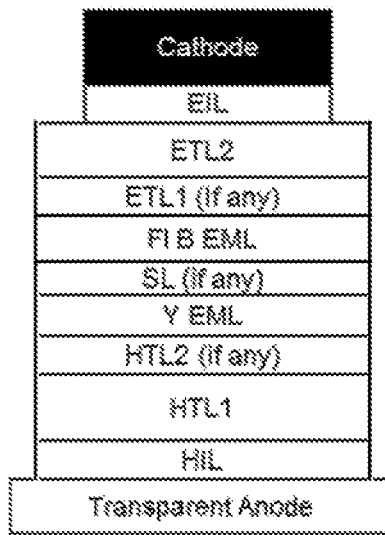 Cathode
EIL
ETL2
ETL1 (if any)
Fl B EML
SL (if any)
Y EML
HTL2 (if any)
HTL1
HIL
Transparent Anode